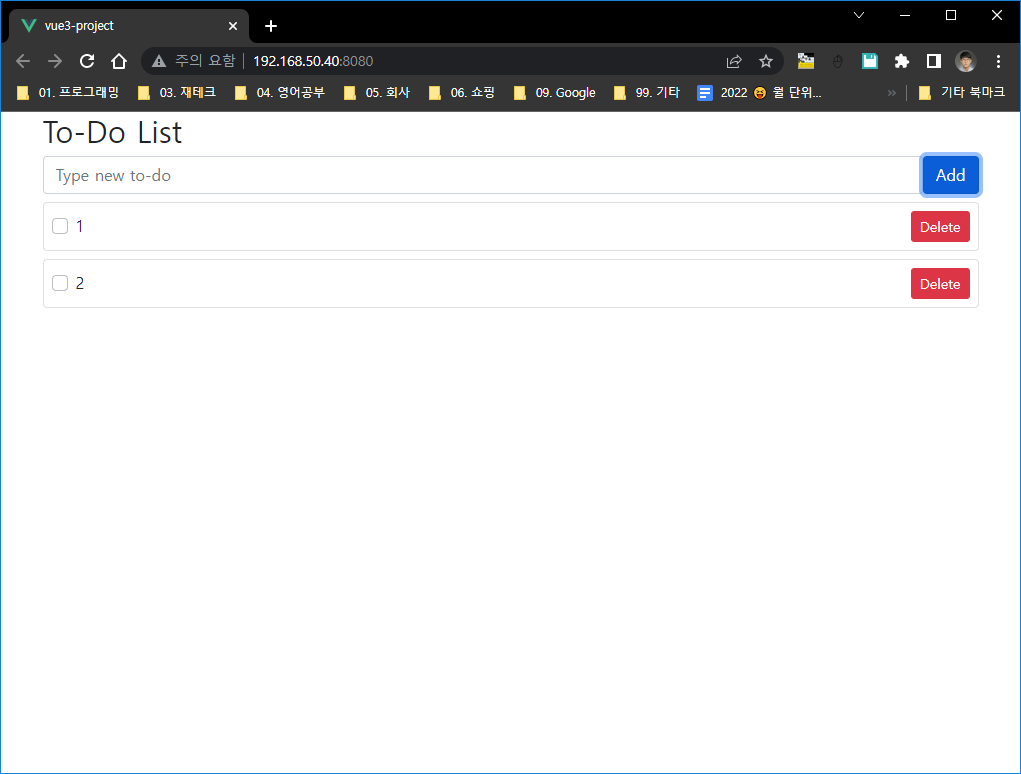 vue3-project
주의 요함 192.168.50.40:8080
01. 프로그래밍 03. 재테크 04. 영어공부 05. 회사 06. 쇼핑 09. Google 99. 기타 2022 😝 월 단위... » 기타 북마크
To-Do List
Type new to-do Add
1 Delete
2 Delete